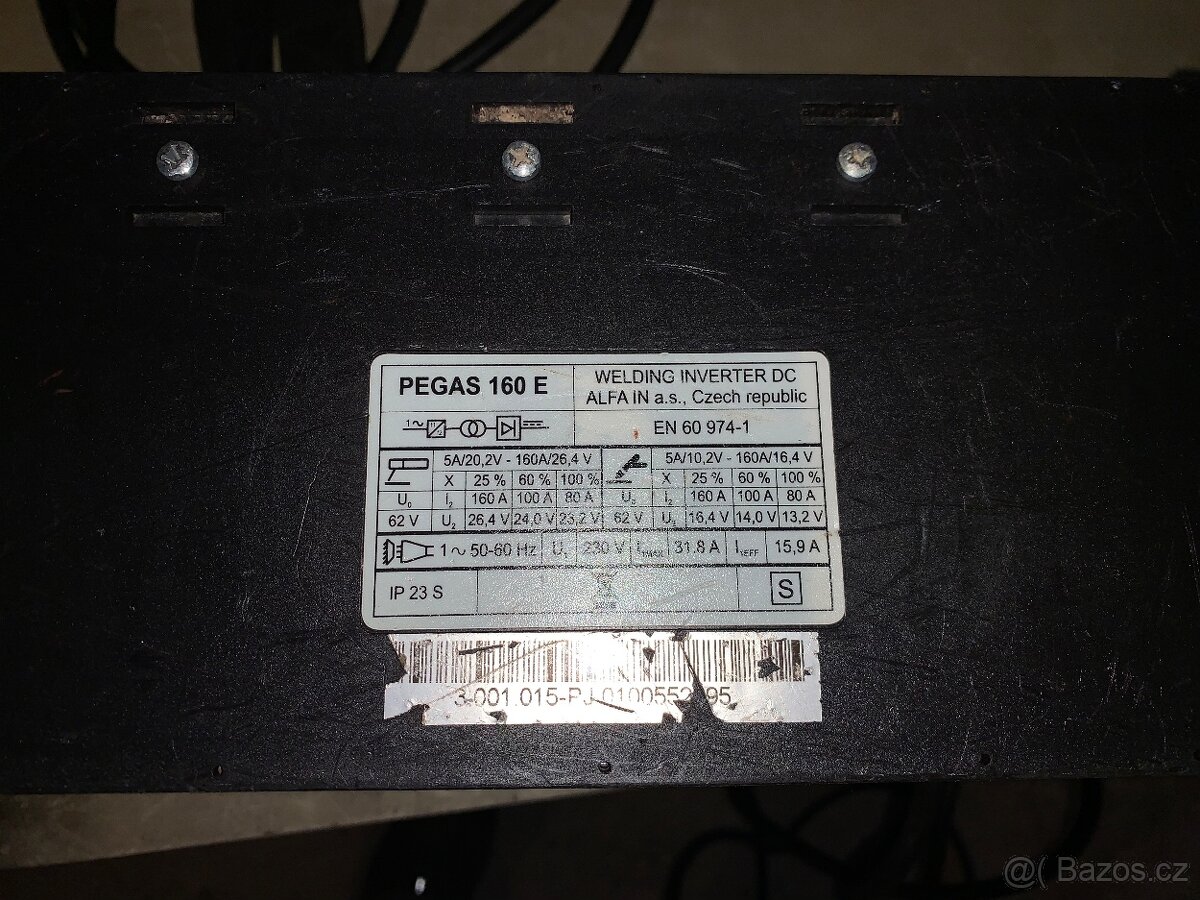 PEGAS 160 E
WELDING INVERTER DC
ALFA IN a.s., Czech republic
1~
EN 60 974-1
5A/20,2V - 160A/26,4 V
5A/10,2V - 160A/16,4 V
X 25 % 60 % 100 % X 25 % 60 % 100 %
U₀ I₂ 160 A 100 A 80 A U₀ I₂ 160 A 100 A 80 A
62 V U₂ 26,4 V 24,0 V 23,2 V 62 V U₂ 16,4 V 14,0 V 13,2 V
1~ 50-60 Hz U₁ 230 V I₁MAX 31.8 A I₁EFF 15,9 A
IP 23 S S
3-001.015-PJ
@( Bazos.cz